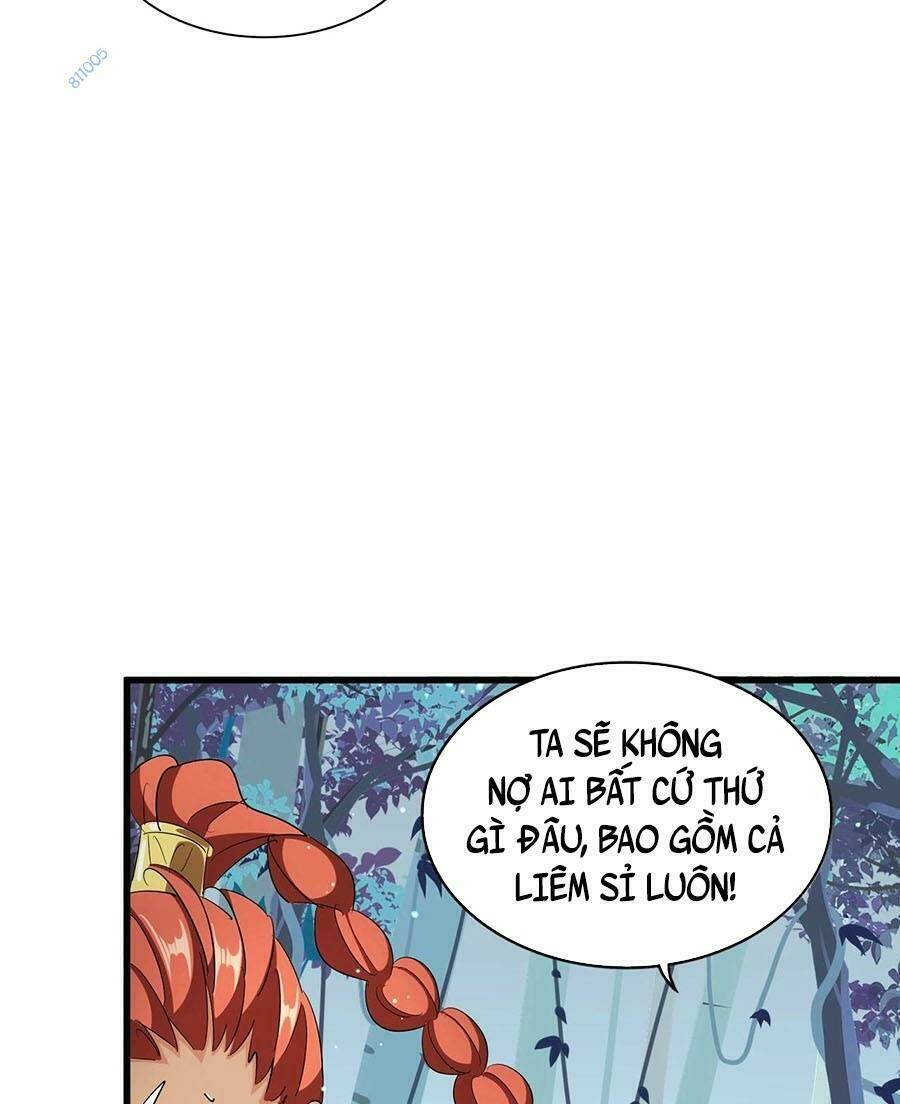 811005
TA SẼ KHÔNG
NỢ AI BẤT CỨ THỨ
GÌ ĐÂU, BAO GỒM CẢ
LIÊM SỈ LUÔN!